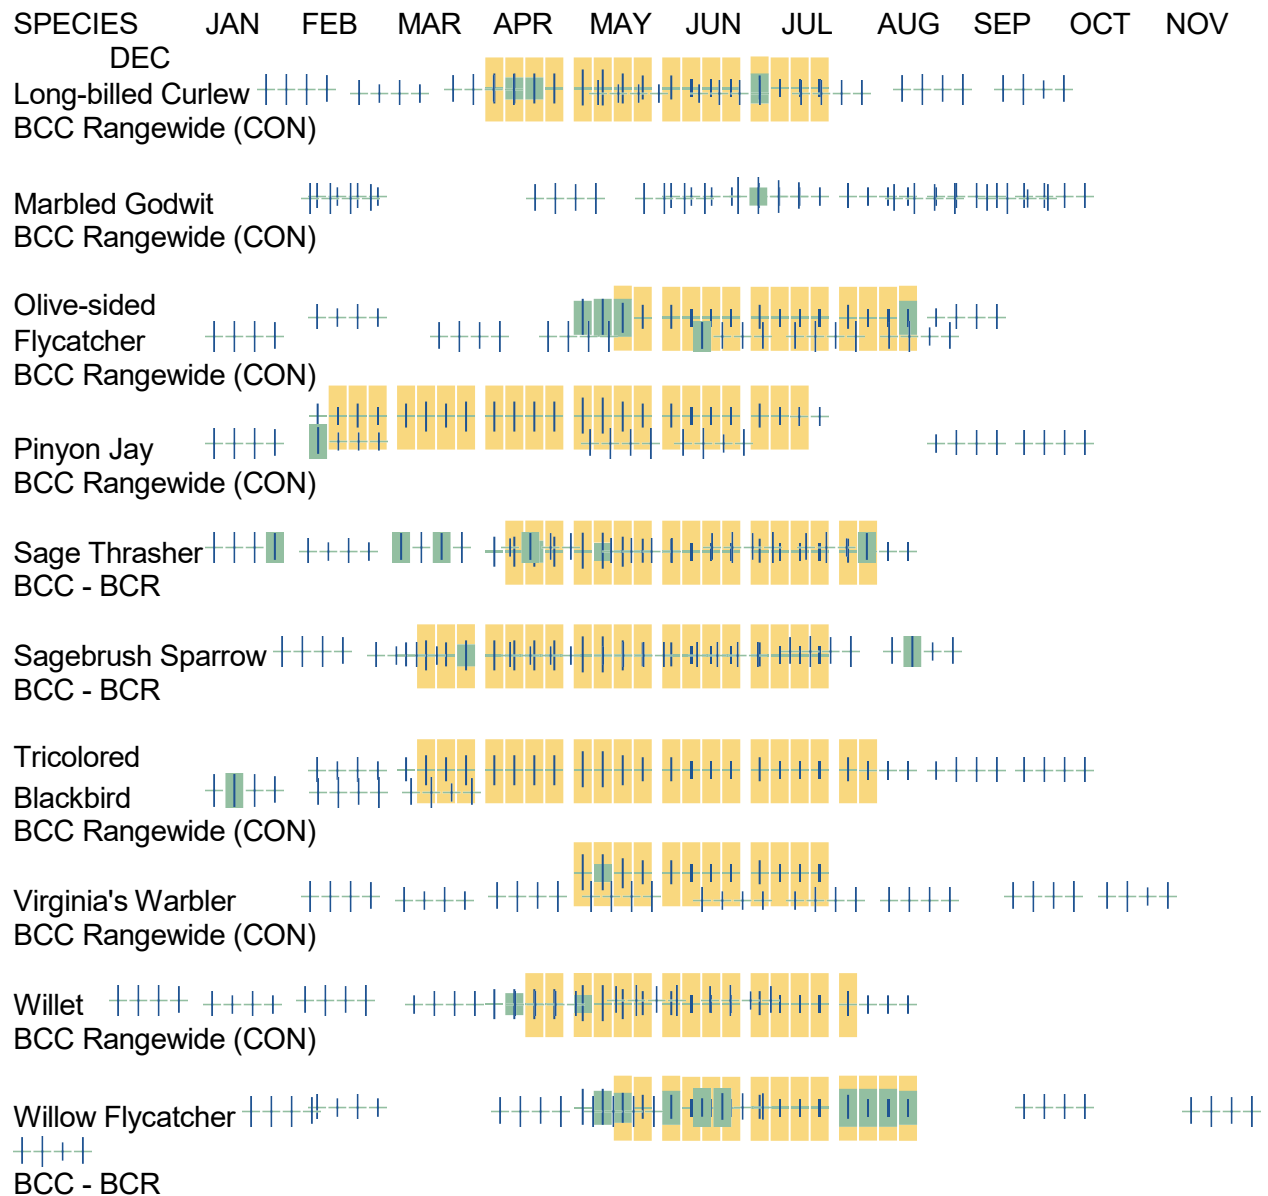 SPECIES JAN FEB MAR APR MAY JUN JUL AUG SEP OCT NOV
DEC
Long-billed Curlew
BCC Rangewide (CON)
Marbled Godwit
BCC Rangewide (CON)
Olive-sided
Flycatcher
BCC Rangewide (CON)
Pinyon Jay
BCC Rangewide (CON)
Sage Thrasher
BCC - BCR
Sagebrush Sparrow
BCC - BCR
Tricolored
Blackbird
BCC Rangewide (CON)
Virginia's Warbler
BCC Rangewide (CON)
Willet
BCC Rangewide (CON)
Willow Flycatcher
BCC - BCR